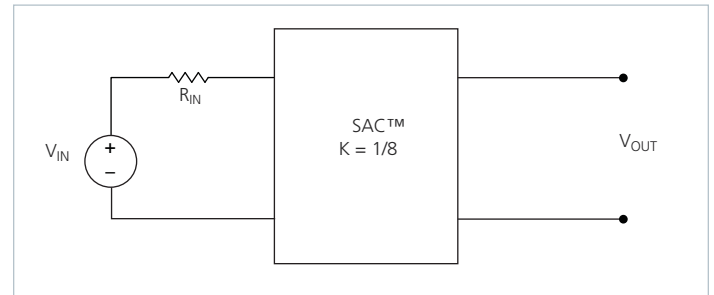 R_IN
SAC™
K = 1/8
V_IN
+
–
V_OUT